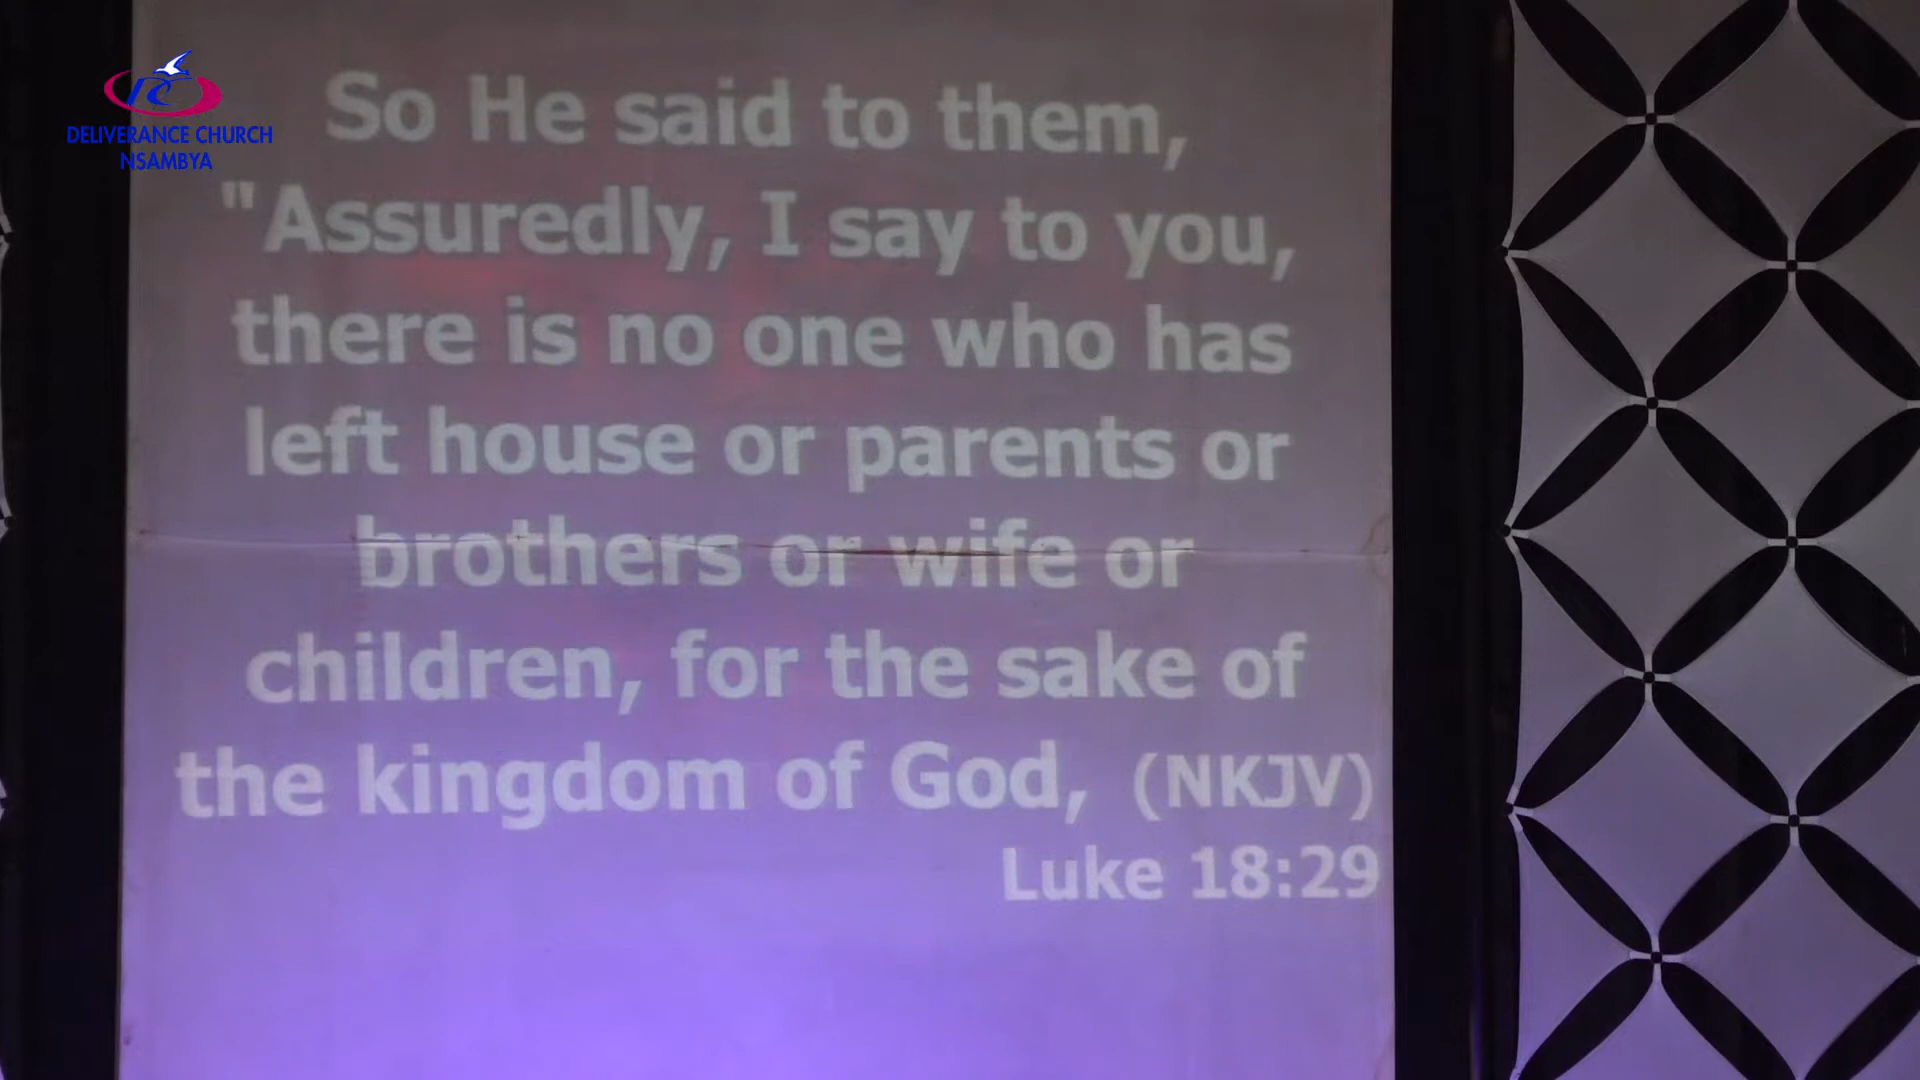 DELIVERANCE CHURCH
NSAMBYA
So He said to them,
"Assuredly, I say to you,
there is no one who has
left house or parents or
brothers or wife or
children, for the sake of
the kingdom of God, (NKJV)
Luke 18:29